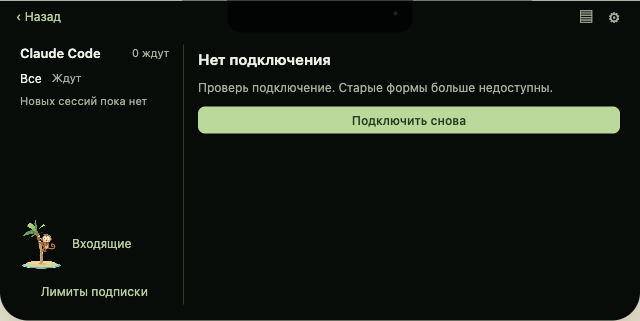 ‹ Назад
Claude Code
0 ждут
Все
Ждут
Новых сессий пока нет
Входящие
Лимиты подписки
Нет подключения
Проверь подключение. Старые формы больше недоступны.
Подключить снова